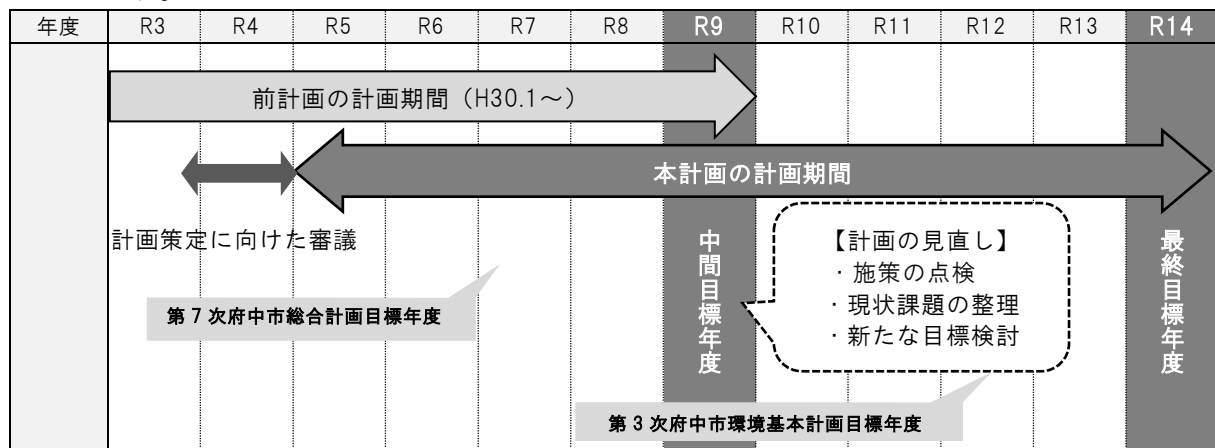 年度 R3 R4 R5 R6 R7 R8 R9 R10 R11 R12 R13 R14
前計画の計画期間（H30.1～）
本計画の計画期間
計画策定に向けた審議
第7次府中市総合計画目標年度
中間目標年度
【計画の見直し】
・施策の点検
・現状課題の整理
・新たな目標検討
最終目標年度
第3次府中市環境基本計画目標年度